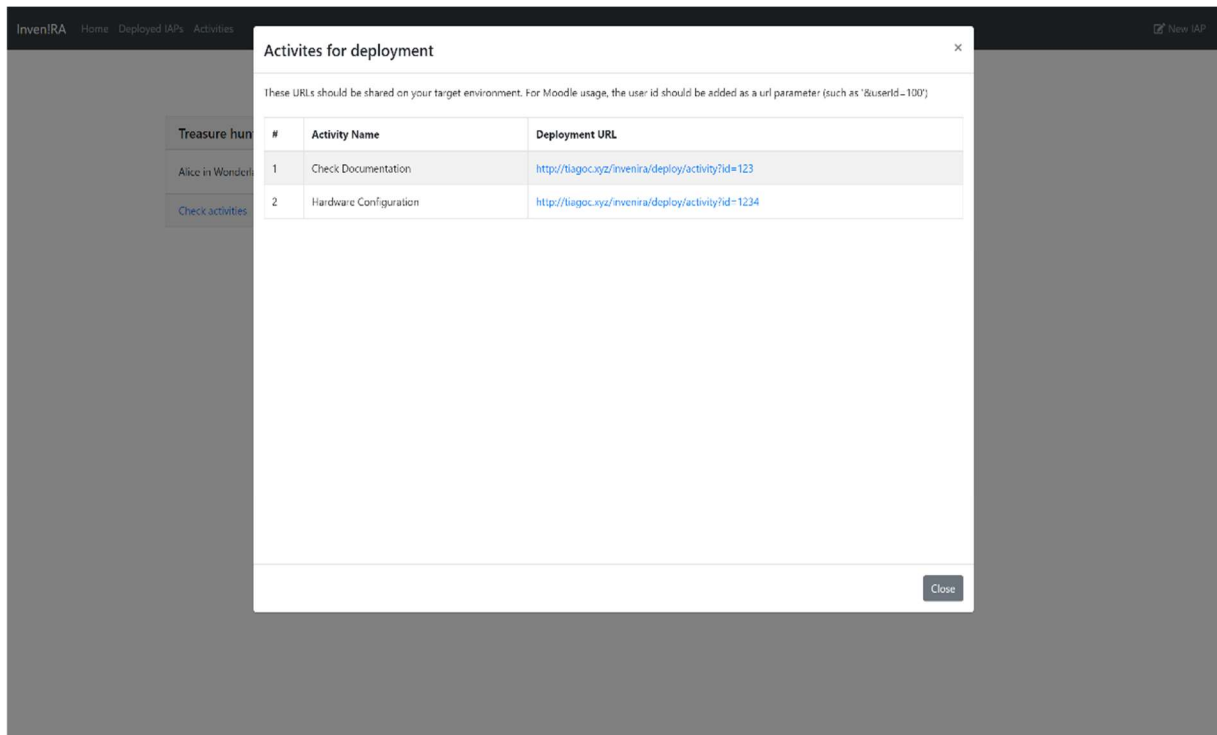 Inven!RA Home Deployed IAPs Activities New IAP
Activites for deployment ×
These URLs should be shared on your target environment. For Moodle usage, the user id should be added as a url parameter (such as '&userId=100')
Treasure hun
Alice in Wonderl
Check activities
# Activity Name Deployment URL
1 Check Documentation http://tiagoc.xyz/invenira/deploy/activity?id=123
2 Hardware Configuration http://tiagoc.xyz/invenira/deploy/activity?id=1234
Close